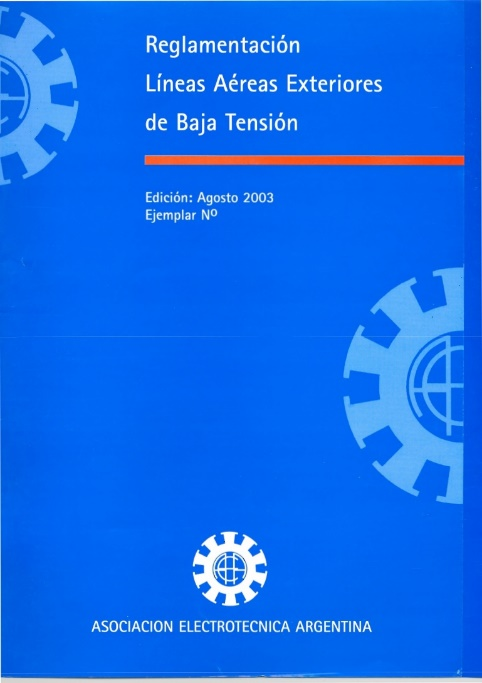 Reglamentación
Líneas Aéreas Exteriores
de Baja Tensión
Edición: Agosto 2003
Ejemplar Nº
ASOCIACION ELECTROTECNICA ARGENTINA